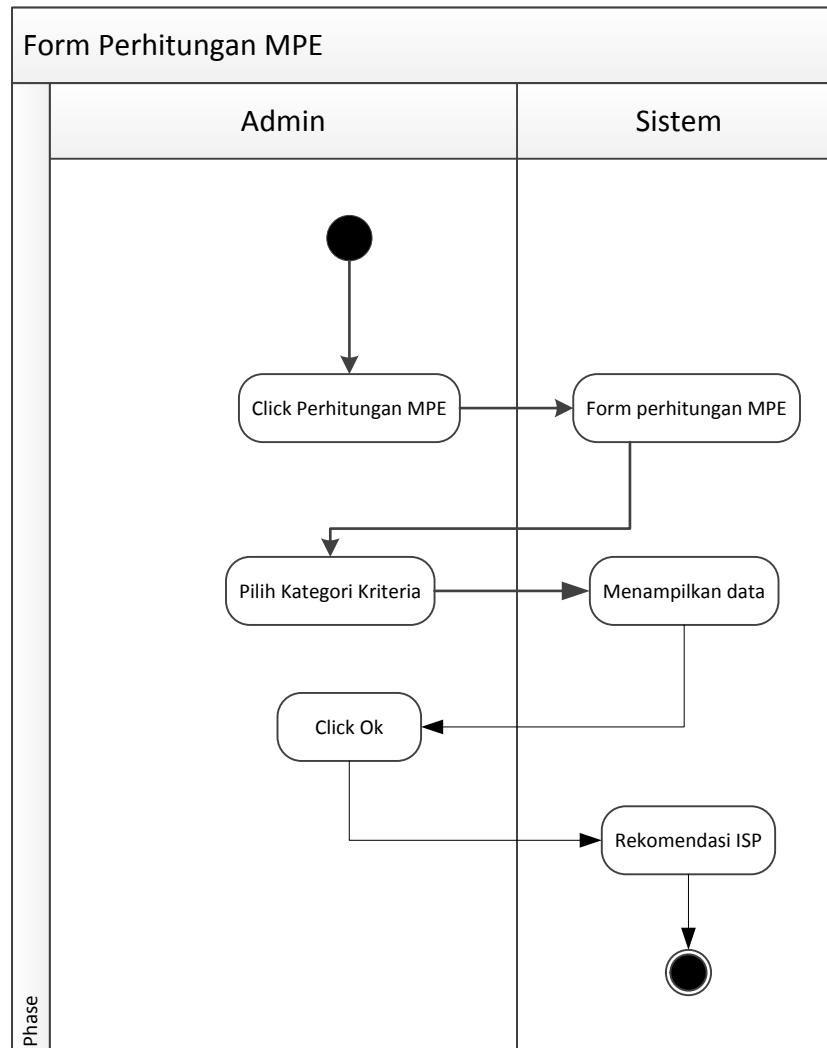 Form Perhitungan MPE
Admin
Sistem
Click Perhitungan MPE
Form perhitungan MPE
Pilih Kategori Kriteria
Menampilkan data
Click Ok
Rekomendasi ISP
Phase